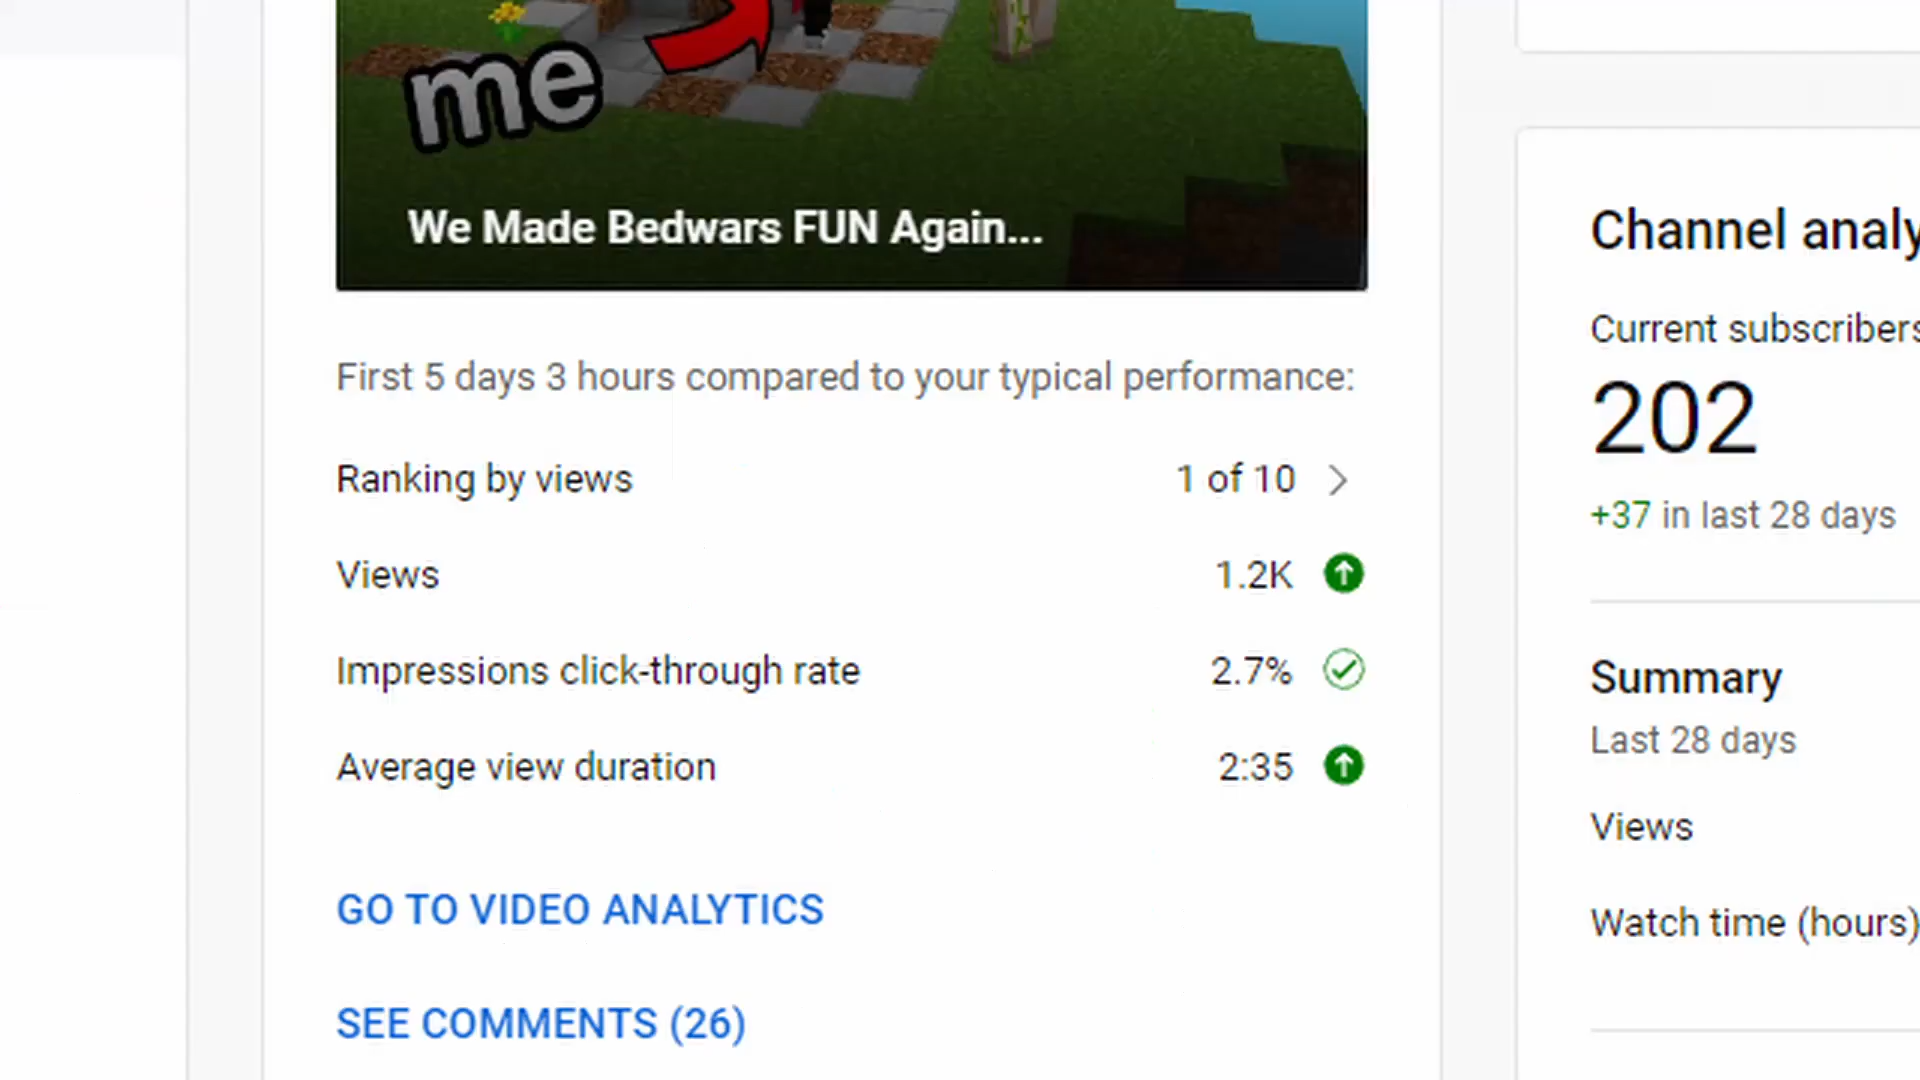 me
We Made Bedwars FUN Again...
First 5 days 3 hours compared to your typical performance:
Ranking by views 1 of 10
Views 1.2K
Impressions click-through rate 2.7%
Average view duration 2:35
GO TO VIDEO ANALYTICS
SEE COMMENTS (26)
Channel analy
Current subscribers
202
+37 in last 28 days
Summary
Last 28 days
Views
Watch time (hours)